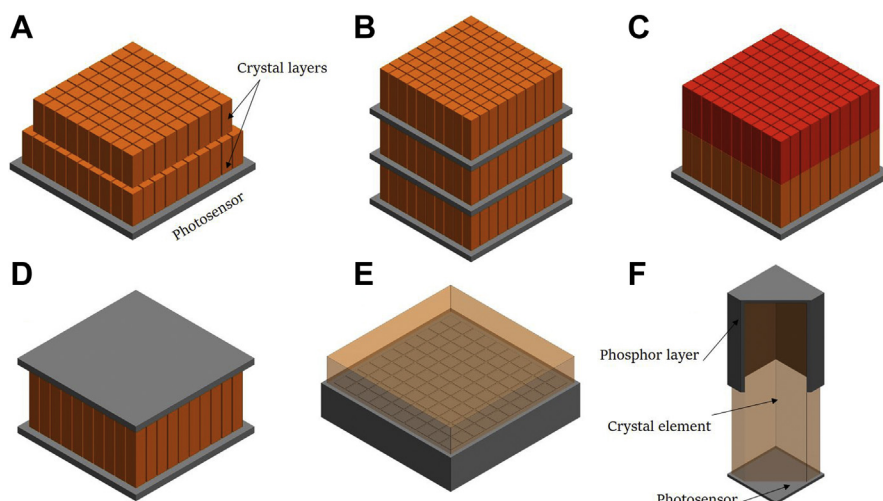 A
B
C
Crystal layers
Photosensor
D
E
F
Phosphor layer
Crystal element
Photosensor